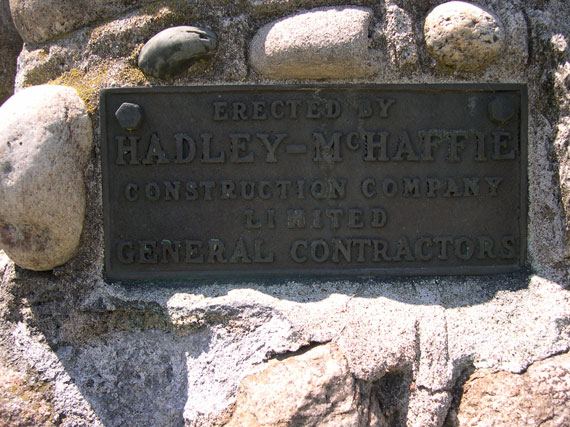 ERECTED BY
HADLEY-McHAFFIE
CONSTRUCTION COMPANY
LIMITED
GENERAL CONTRACTORS